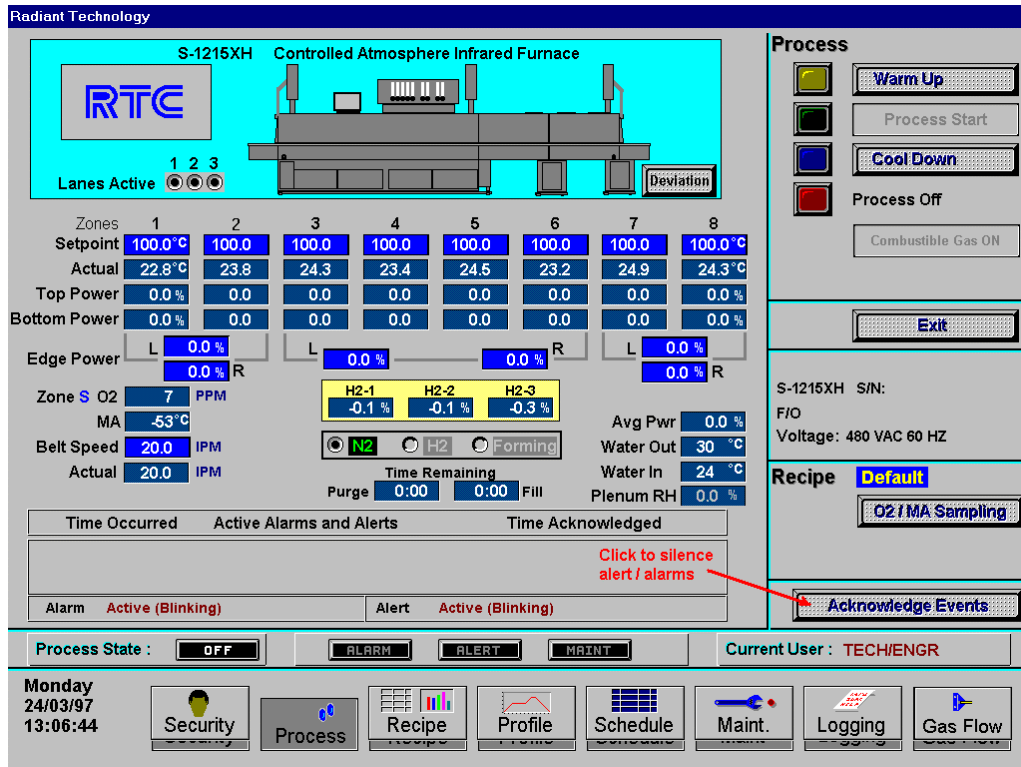 Radiant Technology
S-1215XH Controlled Atmosphere Infrared Furnace
RTC
1 2 3
Lanes Active
Deviation
Zones 1 2 3 4 5 6 7 8
Setpoint 100.0°C 100.0 100.0 100.0 100.0 100.0 100.0 100.0°C
Actual 22.8°C 23.8 24.3 23.4 24.5 23.2 24.9 24.3°C
Top Power 0.0 % 0.0 0.0 0.0 0.0 0.0 0.0 0.0 %
Bottom Power 0.0 % 0.0 0.0 0.0 0.0 0.0 0.0 0.0 %
Edge Power L 0.0 % 0.0 % R L 0.0 % 0.0 % R L 0.0 % 0.0 % R
Zone S O2 7 PPM
MA -53°C
Belt Speed 20.0 IPM
Actual 20.0 IPM
H2-1 H2-2 H2-3
-0.1 % -0.1 % -0.3 %
N2 H2 Forming
Time Remaining
Purge 0:00 0:00 Fill
Avg Pwr 0.0 %
Water Out 30 °C
Water In 24 °C
Plenum RH 0.0 %
Time Occurred Active Alarms and Alerts Time Acknowledged
Click to silence
alert / alarms
Alarm Active (Blinking) Alert Active (Blinking)
Process
Warm Up
Process Start
Cool Down
Process Off
Combustible Gas ON
Exit
S-1215XH S/N:
F/O
Voltage: 480 VAC 60 HZ
Recipe Default
O2 / MA Sampling
Acknowledge Events
Process State : OFF ALARM ALERT MAINT Current User : TECH/ENGR
Monday
24/03/97
13:06:44
Security Process Recipe Profile Schedule Maint. Logging Gas Flow